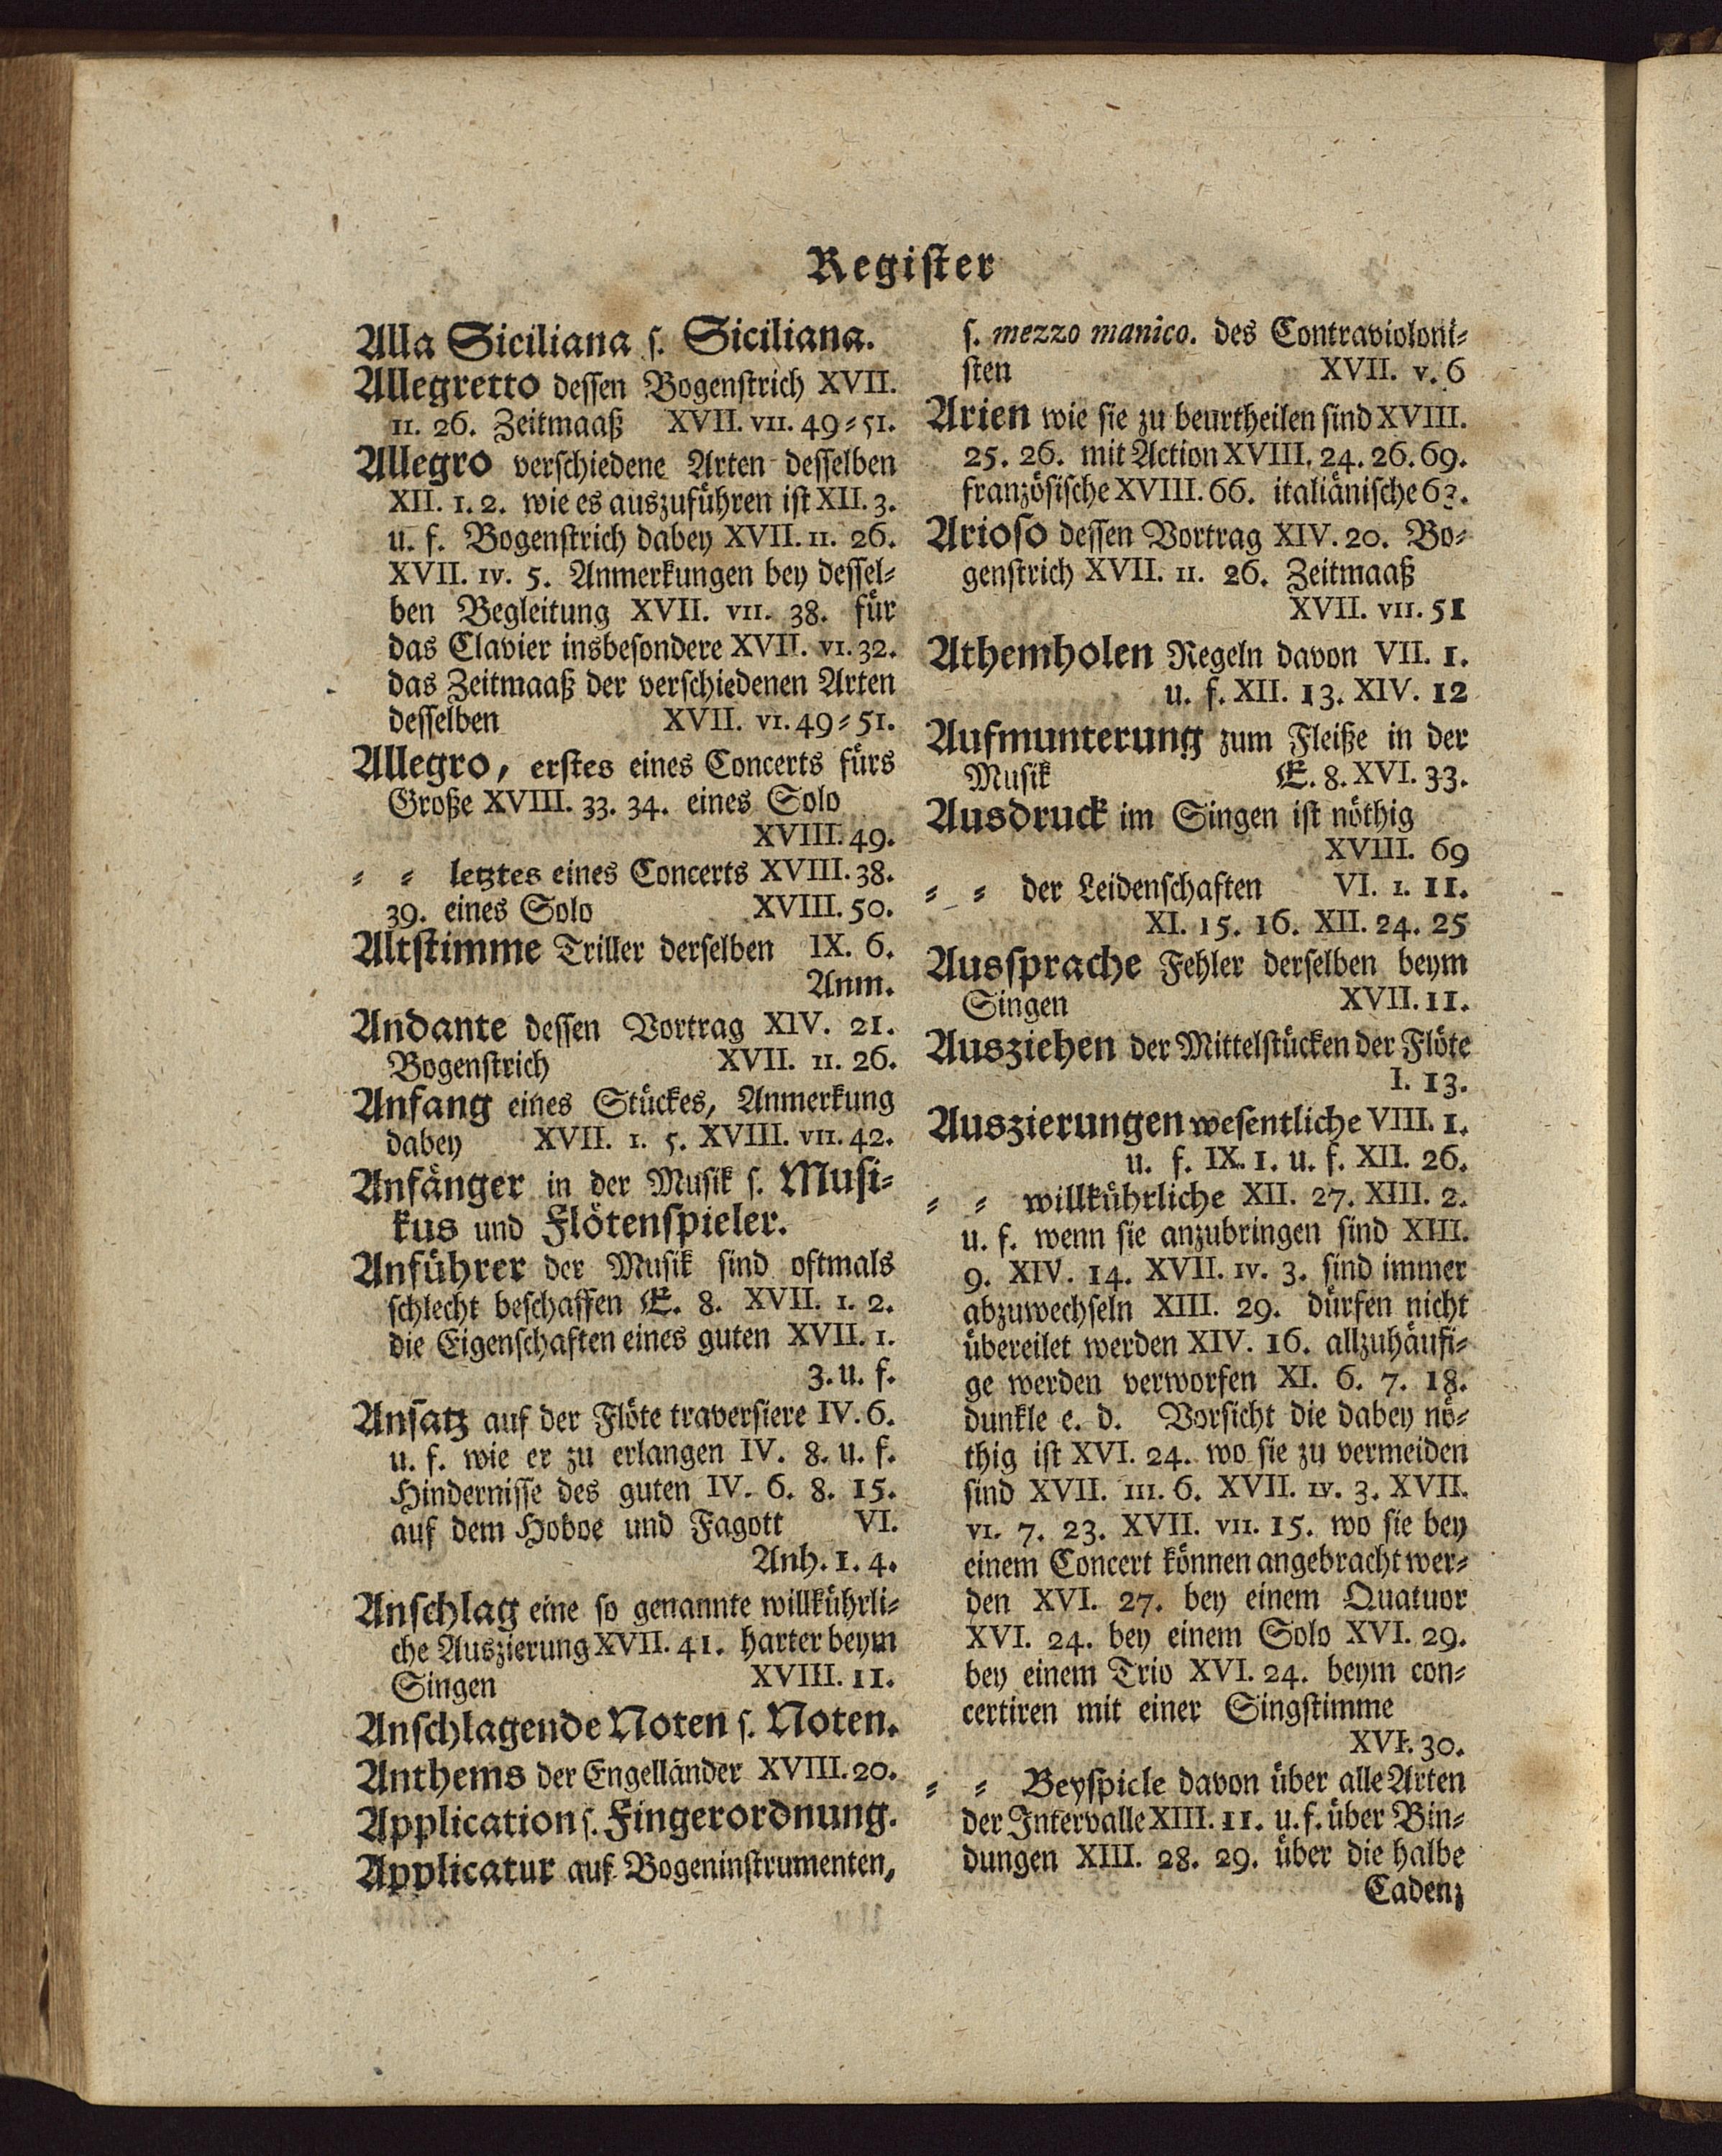 Register
Alla Siciliana ſ. Siciliana.
Allegretto deſſen Bogenſtrich XVII.
II. 26. Zeitmaaß XVII. VII. 49⸗51.
Allegro verſchiedene Arten deſſelben
XII. 1. 2. wie es auszuführen iſt XII. 3.
u. f. Bogenſtrich dabey XVII. II. 26.
XVII. IV. 5. Anmerkungen bey deſſel⸗
ben Begleitung XVII. VII. 38. für
das Clavier insbeſondere XVII. VI. 32.
das Zeitmaaß der verſchiedenen Arten
deſſelben XVII. VI. 49⸗51.
Allegro, erſtes eines Concerts fürs
Große XVIII. 33. 34. eines Solo
XVIII. 49.
⸗ ⸗ letztes eines Concerts XVIII. 38.
39. eines Solo XVIII. 50.
Altſtimme Triller derſelben IX. 6.
Anm.
Andante deſſen Vortrag XIV. 21.
Bogenſtrich XVII. II. 26.
Anfang eines Stückes, Anmerkung
dabey XVII. I. 5. XVIII. VII. 42.
Anfänger in der Muſik ſ. Muſi⸗
kus und Flötenſpieler.
Anführer der Muſik ſind oftmals
ſchlecht beſchaffen E. 8. XVII. I. 2.
die Eigenſchaften eines guten XVII. I.
3. u. f.
Anſatz auf der Flöte traverſiere IV. 6.
u. f. wie er zu erlangen IV. 8. u. f.
Hinderniſſe des guten IV. 6. 8. 15.
auf dem Hoboe und Fagott VI.
Anh. 1. 4.
Anſchlag eine ſo genannte willkührli⸗
che Auszierung XVII. 41. harter beym
Singen XVIII. 11.
Anſchlagende Noten ſ. Noten.
Anthems der Engelländer XVIII. 20.
Application ſ. Fingerordnung.
Applicatur auf Bogeninſtrumenten,
ſ. mezzo manico. des Contravioloni⸗
ſten XVII. V. 6
Arien wie ſie zu beurtheilen ſind XVIII.
25. 26. mit Action XVIII. 24. 26. 69.
franzöſiſche XVIII. 66. italiäniſche 63.
Arioſo deſſen Vortrag XIV. 20. Bo⸗
genſtrich XVII. II. 26. Zeitmaaß
XVII. VII. 51
Athemholen Regeln davon VII. 1.
u. f. XII. 13. XIV. 12
Aufmunterung zum Fleiße in der
Muſik E. 8. XVI. 33.
Ausdruck im Singen iſt nöthig
XVIII. 69
⸗ ⸗ der Leidenſchaften VI. I. 11.
XI. 15. 16. XII. 24. 25
Ausſprache Fehler derſelben beym
Singen XVII. 11.
Ausziehen der Mittelſtücken der Flöte
I. 13.
Auszierungen weſentliche VIII. 1.
u. f. IX. 1. u. f. XII. 26.
⸗ ⸗ willkührliche XII. 27. XIII. 2.
u. f. wenn ſie anzubringen ſind XIII.
9. XIV. 14. XVII. IV. 3. ſind immer
abzuwechſeln XIII. 29. dürfen nicht
übereilet werden XIV. 16. allzuhäufi⸗
ge werden verworfen XI. 6. 7. 18.
dunkle e. d. Vorſicht die dabey nö⸗
thig iſt XVI. 24. wo ſie zu vermeiden
ſind XVII. III. 6. XVII. IV. 3. XVII.
VI. 7. 23. XVII. VII. 15. wo ſie bey
einem Concert können angebracht wer⸗
den XVI. 27. bey einem Quatuor
XVI. 24. bey einem Solo XVI. 29.
bey einem Trio XVI. 24. beym con⸗
certiren mit einer Singſtimme
XVI. 30.
⸗ ⸗ Beyſpiele davon über alle Arten
der Intervalle XIII. 11. u. f. über Bin⸗
dungen XIII. 28. 29. über die halbe
Cadenz